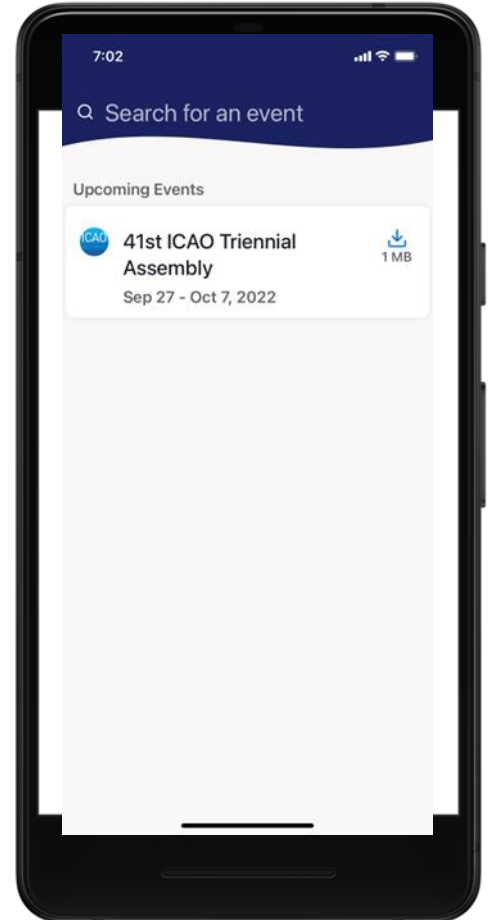 7:02
Search for an event
Upcoming Events
ICAO
41st ICAO Triennial
Assembly
1 MB
Sep 27 - Oct 7, 2022